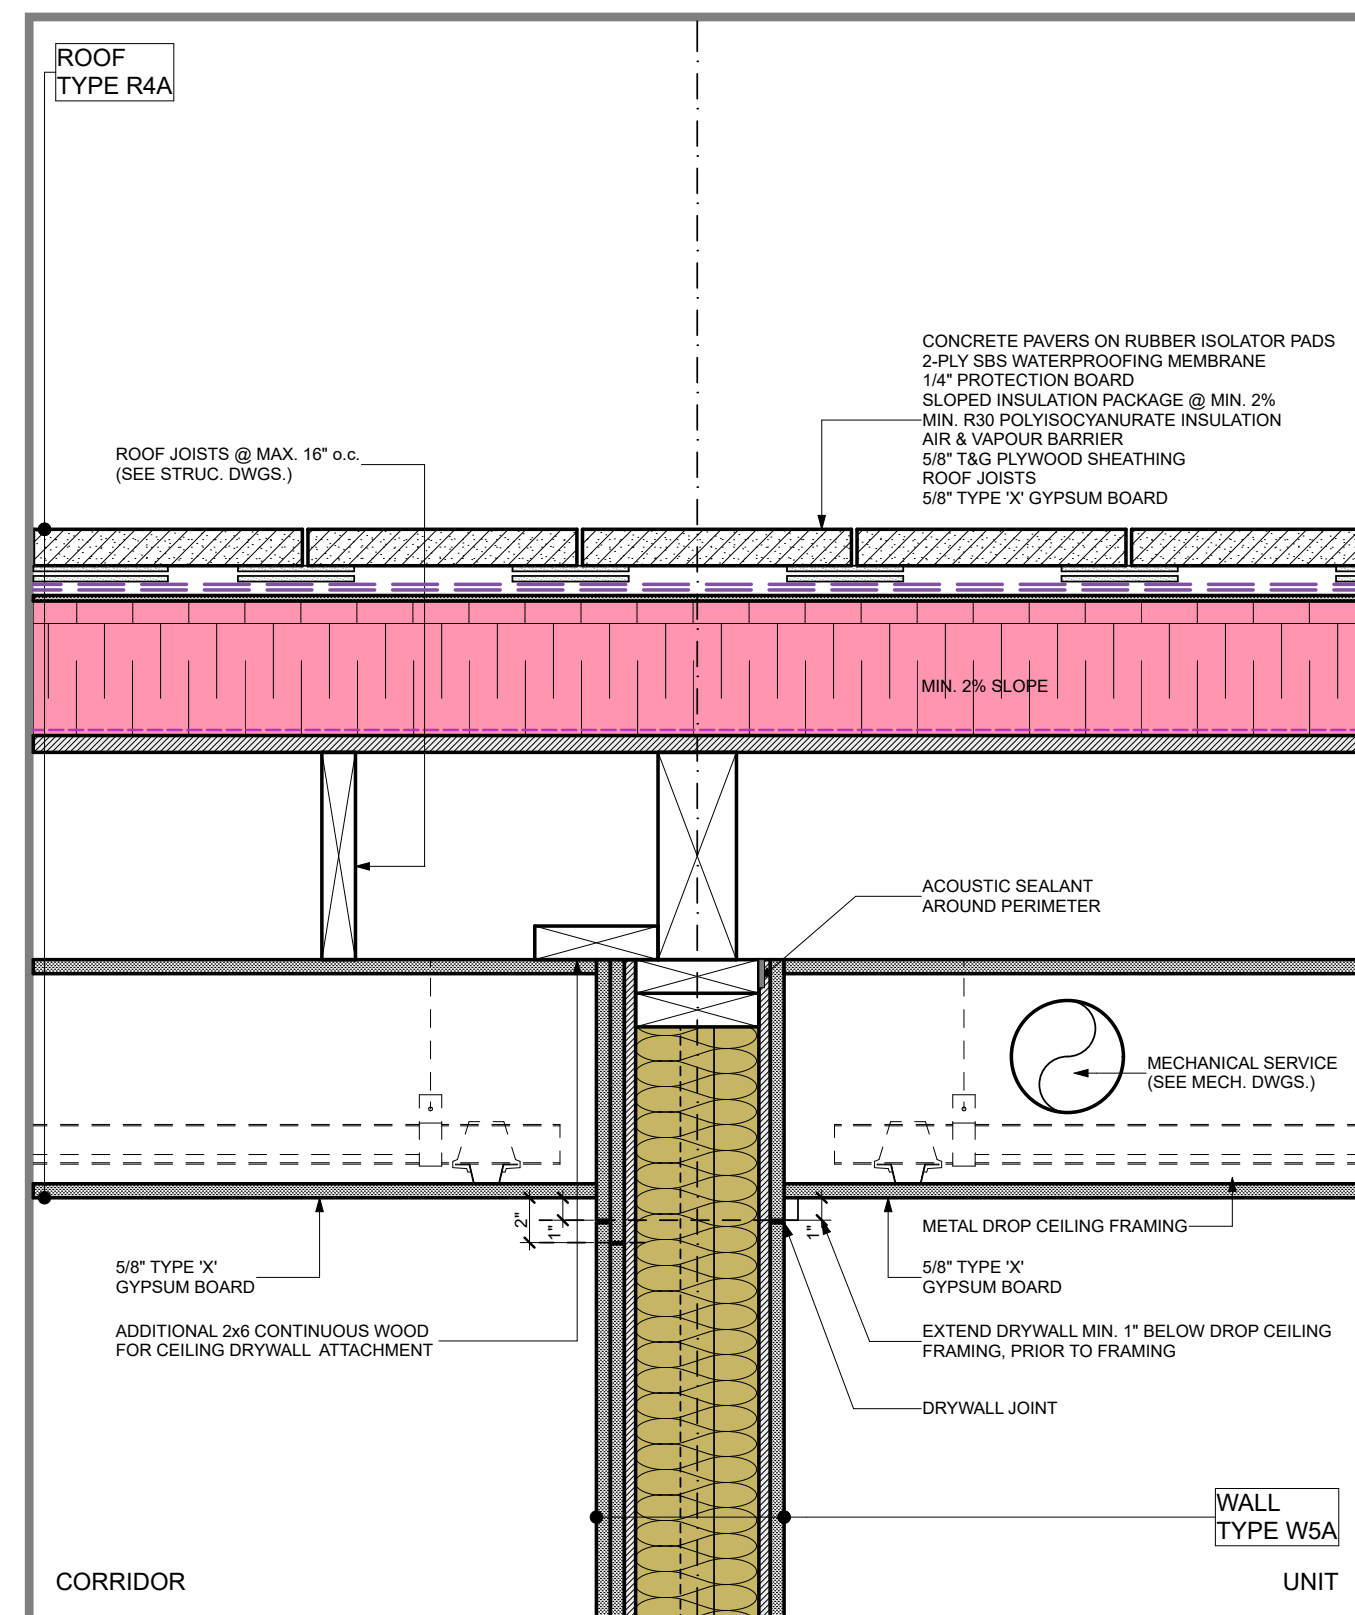 ROOF
TYPE R4A
CONCRETE PAVERS ON RUBBER ISOLATOR PADS
2-PLY SBS WATERPROOFING MEMBRANE
1/4" PROTECTION BOARD
SLOPED INSULATION PACKAGE @ MIN. 2%
MIN. R30 POLYISOCYANURATE INSULATION
AIR & VAPOUR BARRIER
5/8" T&G PLYWOOD SHEATHING
ROOF JOISTS
5/8" TYPE 'X' GYPSUM BOARD
ROOF JOISTS @ MAX. 16" o.c.
(SEE STRUC. DWGS.)
MIN. 2% SLOPE
ACOUSTIC SEALANT
AROUND PERIMETER
MECHANICAL SERVICE
(SEE MECH. DWGS.)
2"
1"
1"
METAL DROP CEILING FRAMING
5/8" TYPE 'X'
GYPSUM BOARD
5/8" TYPE 'X'
GYPSUM BOARD
ADDITIONAL 2x6 CONTINUOUS WOOD
FOR CEILING DRYWALL ATTACHMENT
EXTEND DRYWALL MIN. 1" BELOW DROP CEILING
FRAMING, PRIOR TO FRAMING
DRYWALL JOINT
WALL
TYPE W5A
CORRIDOR
UNIT